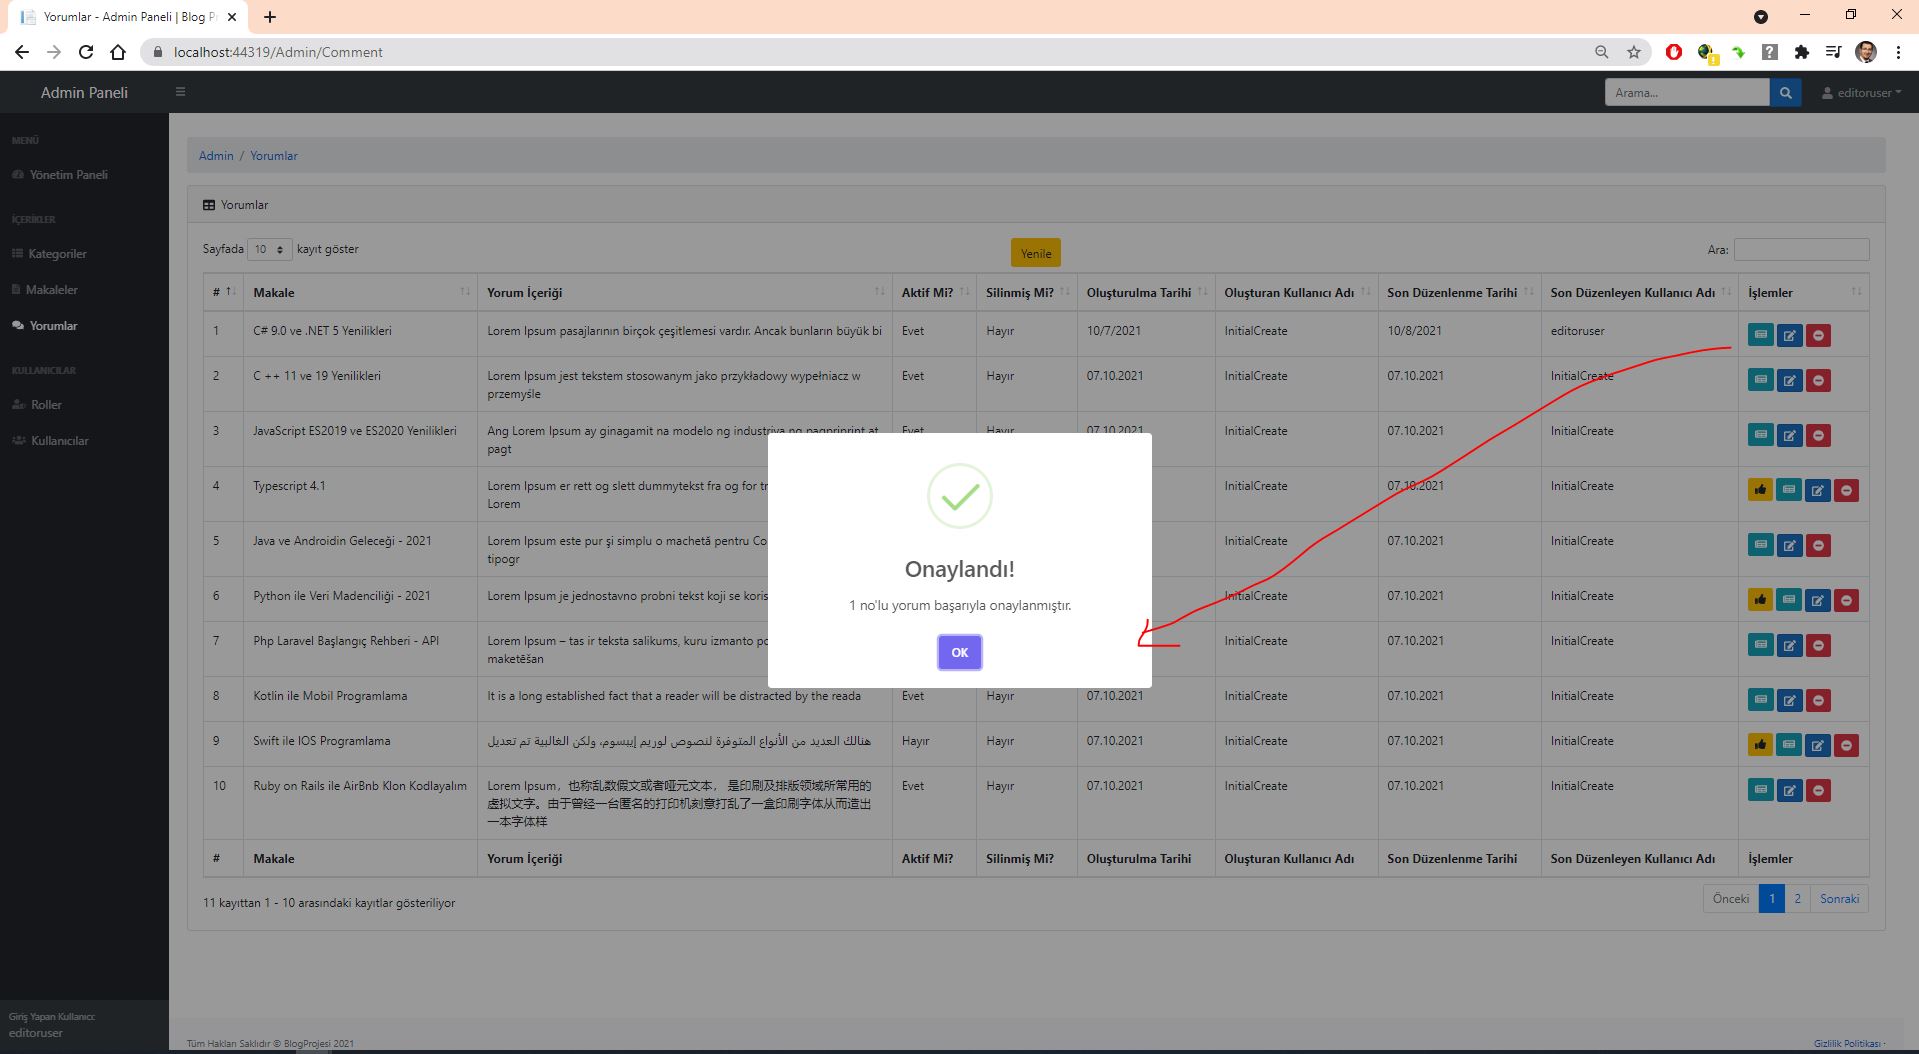 Yorumlar - Admin Paneli | Blog P
localhost:44319/Admin/Comment
Admin Paneli
Arama...
editoruser
MENÜ
Yönetim Paneli
İÇERİKLER
Kategoriler
Makaleler
Yorumlar
KULLANICILAR
Roller
Kullanıcılar
Giriş Yapan Kullanıcı:
editoruser
Admin / Yorumlar
Yorumlar
Sayfada 10 kayıt göster
Yenile
Ara:
# Makale Yorum İçeriği Aktif Mi? Silinmiş Mi? Oluşturulma Tarihi Oluşturan Kullanıcı Adı Son Düzenlenme Tarihi Son Düzenleyen Kullanıcı Adı İşlemler
1 C# 9.0 ve .NET 5 Yenilikleri Lorem Ipsum pasajlarının birçok çeşitlemesi vardır. Ancak bunların büyük bi Evet Hayır 10/7/2021 InitialCreate 10/8/2021 editoruser
2 C ++ 11 ve 19 Yenilikleri Lorem Ipsum jest tekstem stosowanym jako przykładowy wypełniacz w Evet Hayır 07.10.2021 InitialCreate 07.10.2021 InitialCreate
przemyśle
3 JavaScript ES2019 ve ES2020 Yenilikleri Ang Lorem Ipsum ay ginagamit na modelo ng industriya ng pagpriprint at Evet Hayır 07.10.2021 InitialCreate 07.10.2021 InitialCreate
pagt
4 Typescript 4.1 Lorem Ipsum er rett og slett dummytekst fra og for InitialCreate 07.10.2021 InitialCreate
Lorem
5 Java ve Androidin Geleceği - 2021 Lorem Ipsum este pur şi simplu o machetă pentru Co InitialCreate 07.10.2021 InitialCreate
tipogr
6 Python ile Veri Madenciliği - 2021 Lorem Ipsum je jednostavno probni tekst koji se koris InitialCreate 07.10.2021 InitialCreate
7 Php Laravel Başlangıç Rehberi - API Lorem Ipsum – tas ir teksta salikums, kuru izmanto po InitialCreate 07.10.2021 InitialCreate
maketēšan
8 Kotlin ile Mobil Programlama It is a long established fact that a reader will be distracted by the reada Evet Hayır 07.10.2021 InitialCreate 07.10.2021 InitialCreate
9 Swift ile IOS Programlama هنالك العديد من الأنواع المتوفرة لنصوص لوريم إيبسوم، ولكن الغالبية تم تعديل Hayır Hayır 07.10.2021 InitialCreate 07.10.2021 InitialCreate
10 Ruby on Rails ile AirBnb Klon Kodlayalım Lorem Ipsum，也称乱数假文或者哑元文本， 是印刷及排版领域所常用的 Evet Hayır 07.10.2021 InitialCreate 07.10.2021 InitialCreate
虚拟文字。由于曾经一台匿名的打印机刻意打乱了一盒印刷字体从而造出
一本字体样
# Makale Yorum İçeriği Aktif Mi? Silinmiş Mi? Oluşturulma Tarihi Oluşturan Kullanıcı Adı Son Düzenlenme Tarihi Son Düzenleyen Kullanıcı Adı İşlemler
11 kayıttan 1 - 10 arasındaki kayıtlar gösteriliyor
Önceki 1 2 Sonraki
Onaylandı!
1 no'lu yorum başarıyla onaylanmıştır.
OK
Tüm Hakları Saklıdır © BlogProjesi 2021
Gizlilik Politikası ·